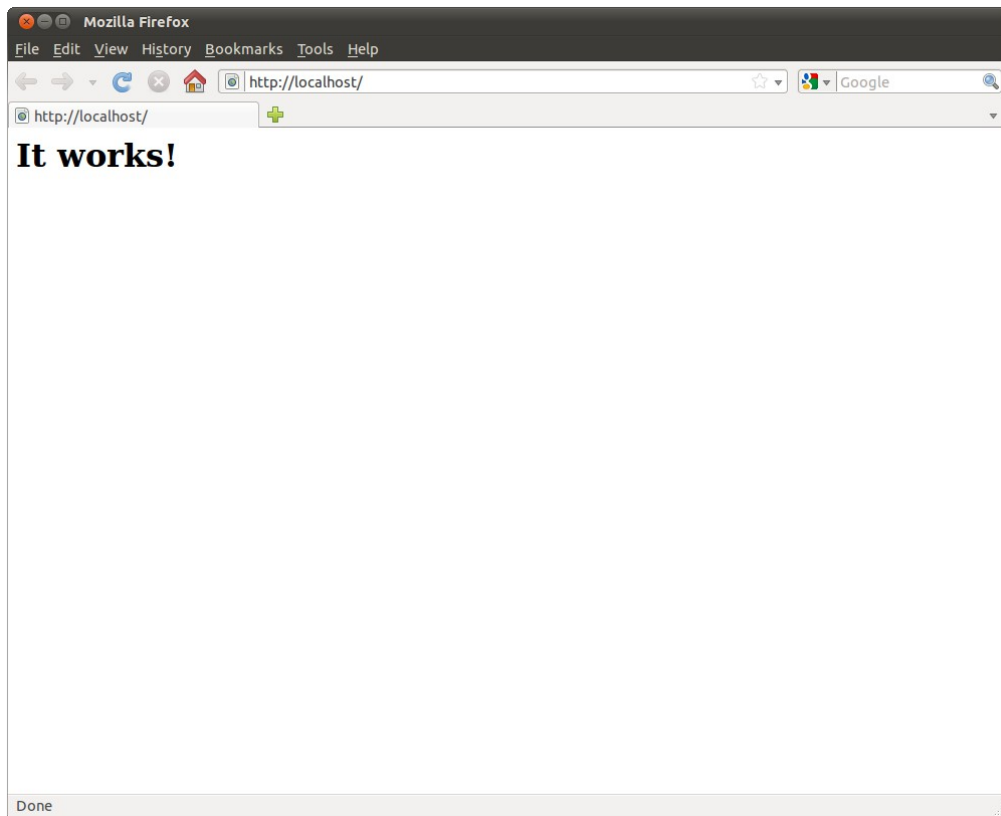 Mozilla Firefox
File Edit View History Bookmarks Tools Help
http://localhost/ Google
http://localhost/
It works!
Done